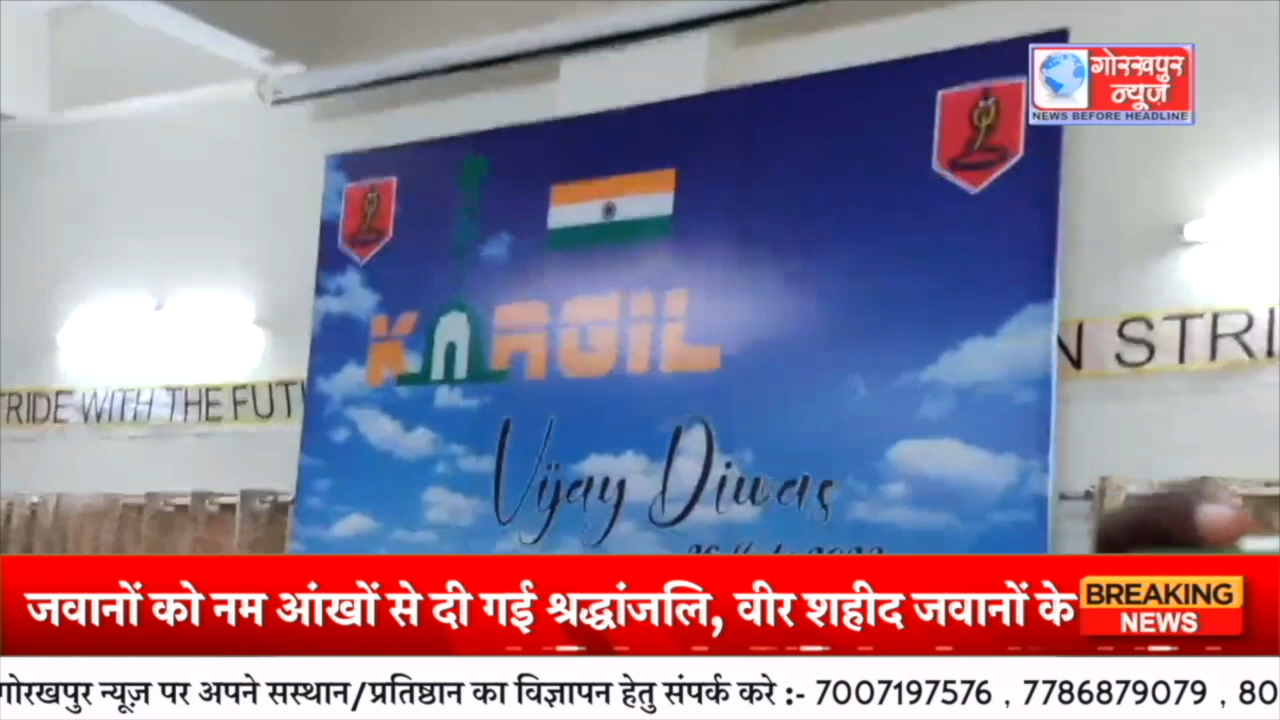 गोरखपुर
न्यूज़
NEWS BEFORE HEADLINE
KARGIL
Vijay Diwas
TRIDE WITH THE FUT
N STRI
जवानों को नम आंखों से दी गई श्रद्धांजलि, वीर शहीद जवानों के
BREAKING
NEWS
गोरखपुर न्यूज़ पर अपने सस्थान/प्रतिष्ठान का विज्ञापन हेतु संपर्क करे :- 7007197576 , 7786879079 , 80